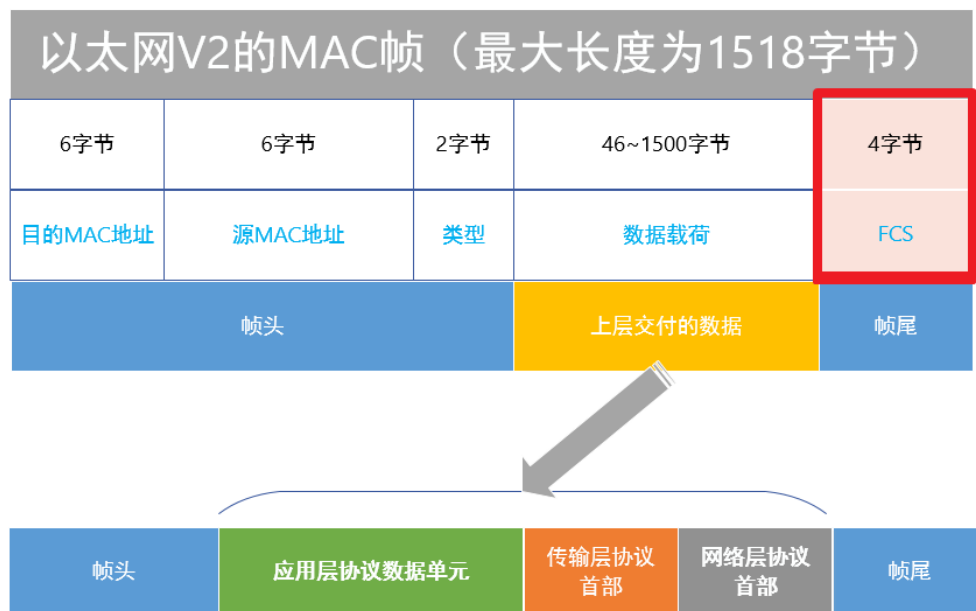 以太网V2的MAC帧（最大长度为1518字节）
6字节
6字节
2字节
46~1500字节
4字节
目的MAC地址
源MAC地址
类型
数据载荷
FCS
帧头
上层交付的数据
帧尾
帧头
应用层协议数据单元
传输层协议
首部
网络层协议
首部
帧尾